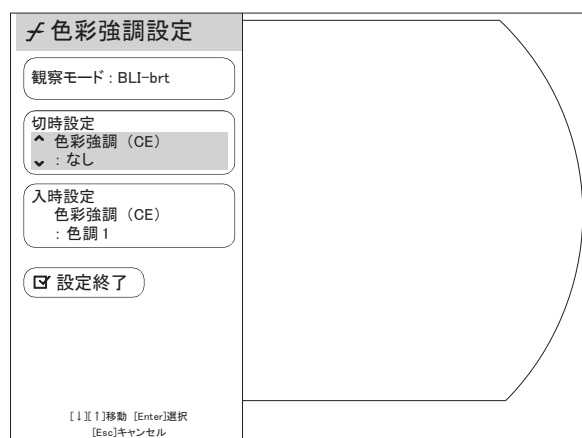 色彩強調設定
観察モード : BLI-brt
切時設定
色彩強調（CE）
: なし
入時設定
色彩強調（CE）
: 色調1
設定終了
[↓][↑]移動 [Enter]選択
[Esc]キャンセル